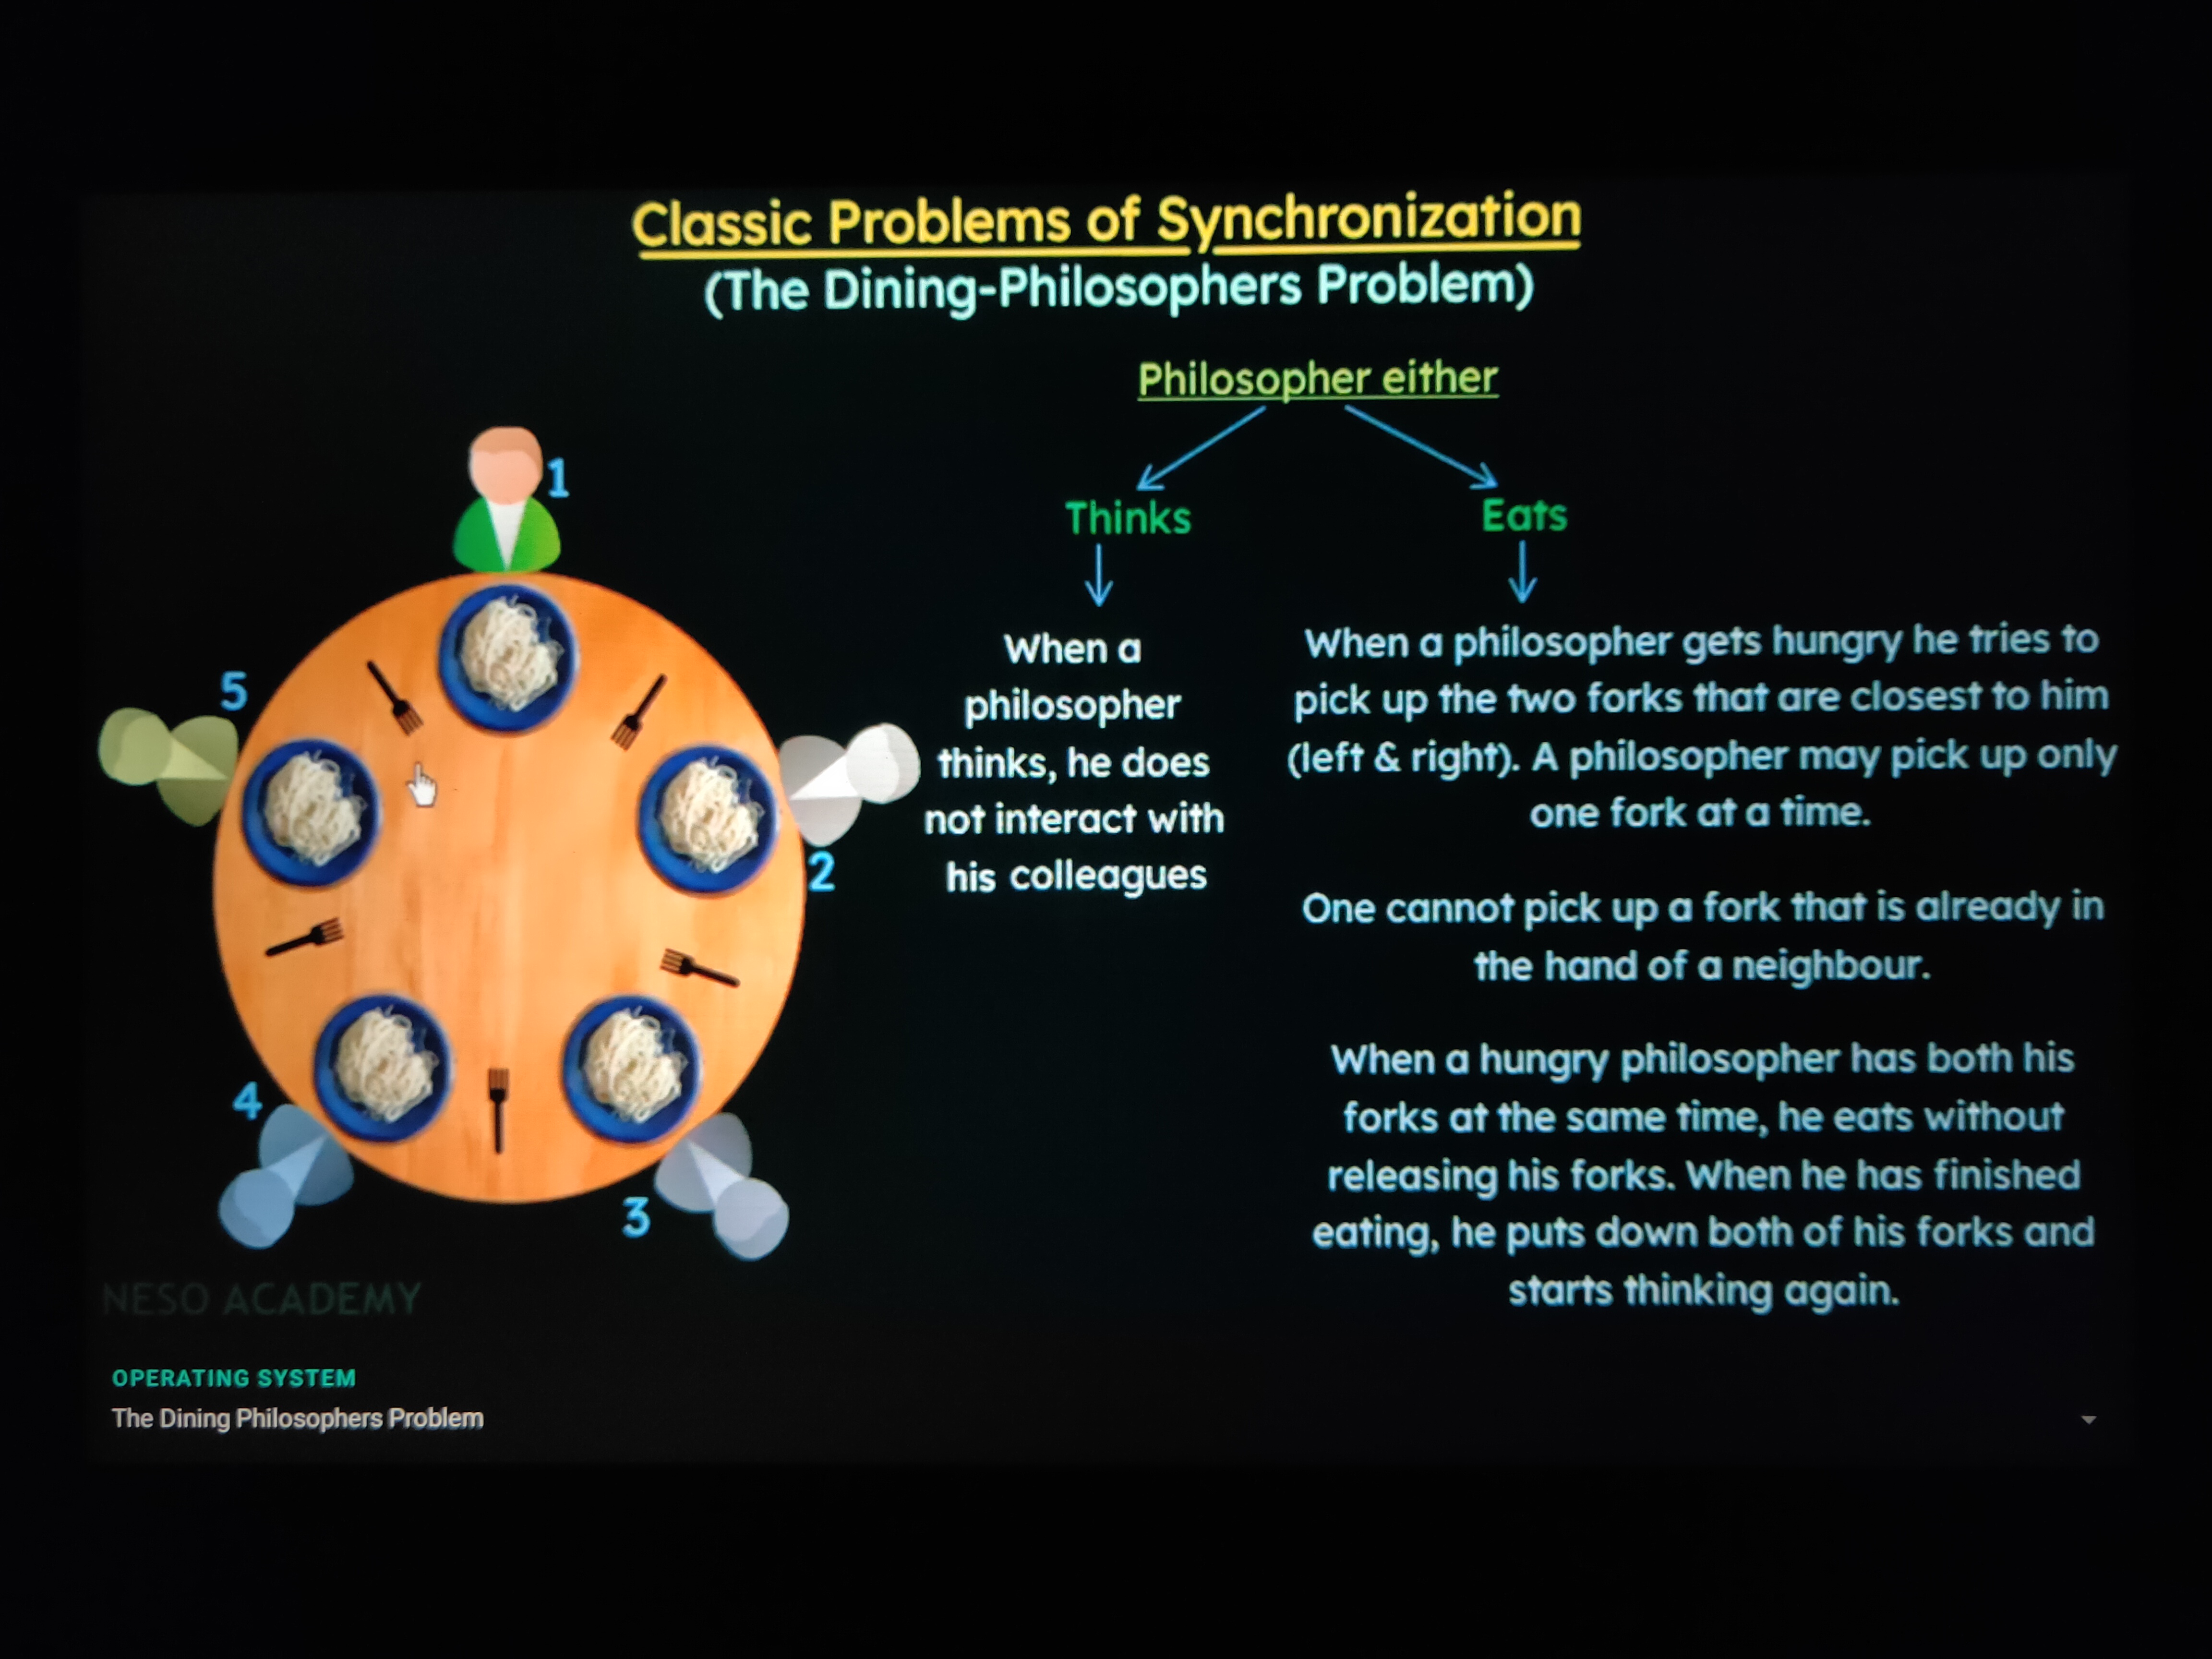 Classic Problems of Synchronization
(The Dining-Philosophers Problem)
Philosopher either
Thinks
Eats
When a
philosopher
thinks, he does
not interact with
his colleagues
When a philosopher gets hungry he tries to
pick up the two forks that are closest to him
(left & right). A philosopher may pick up only
one fork at a time.
One cannot pick up a fork that is already in
the hand of a neighbour.
When a hungry philosopher has both his
forks at the same time, he eats without
releasing his forks. When he has finished
eating, he puts down both of his forks and
starts thinking again.
1
5
2
4
3
NESO ACADEMY
OPERATING SYSTEM
The Dining Philosophers Problem